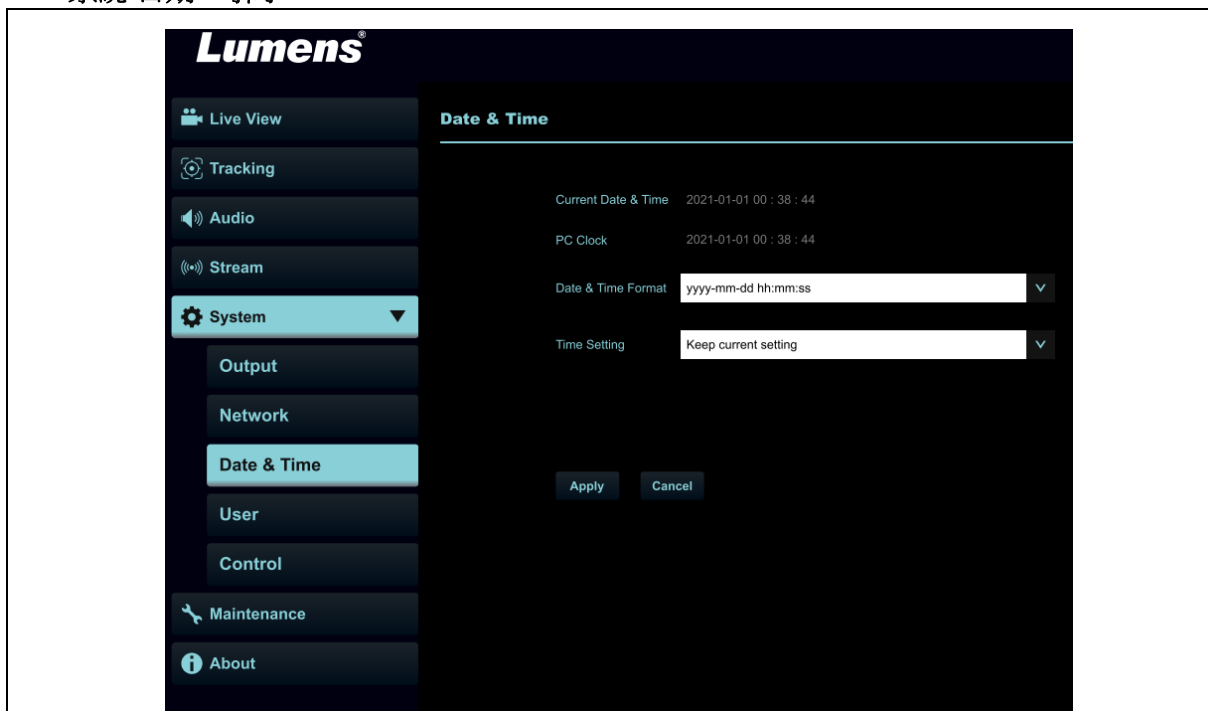 Lumens®
Live View
Tracking
Audio
Stream
System
Output
Network
Date & Time
User
Control
Maintenance
About
Date & Time
Current Date & Time 2021-01-01 00 : 38 : 44
PC Clock 2021-01-01 00 : 38 : 44
Date & Time Format yyyy-mm-dd hh:mm:ss
Time Setting Keep current setting
Apply Cancel